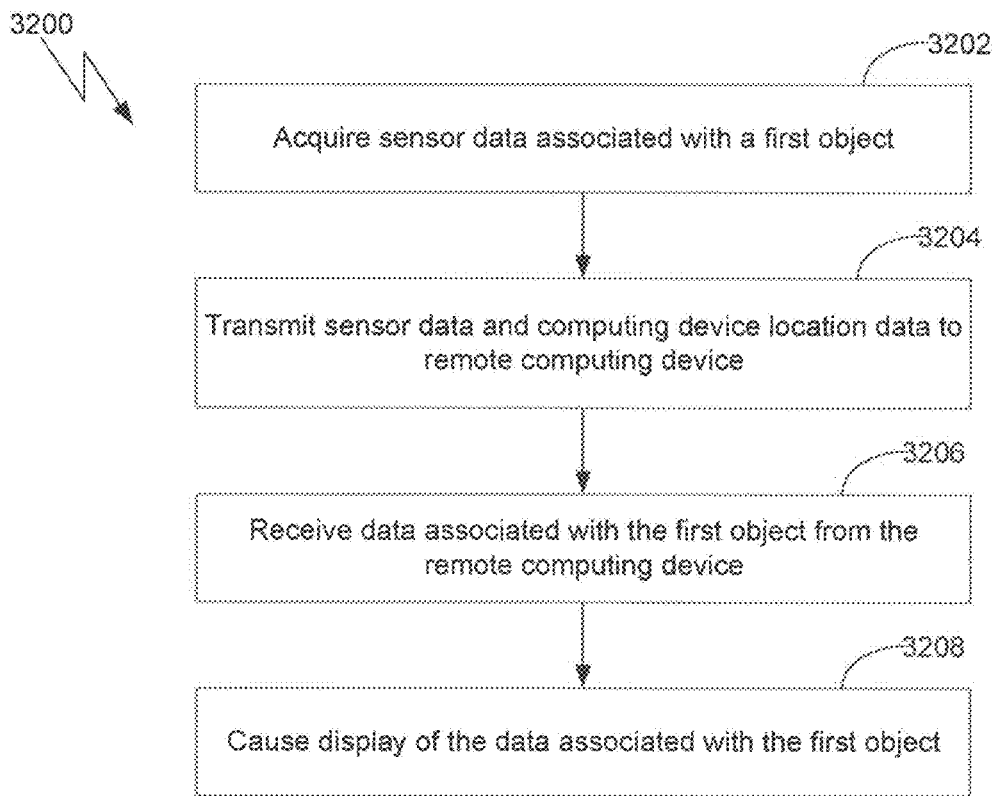 3200
3202
Acquire sensor data associated with a first object
3204
Transmit sensor data and computing device location data to
remote computing device
3206
Receive data associated with the first object from the
remote computing device
3208
Cause display of the data associated with the first object